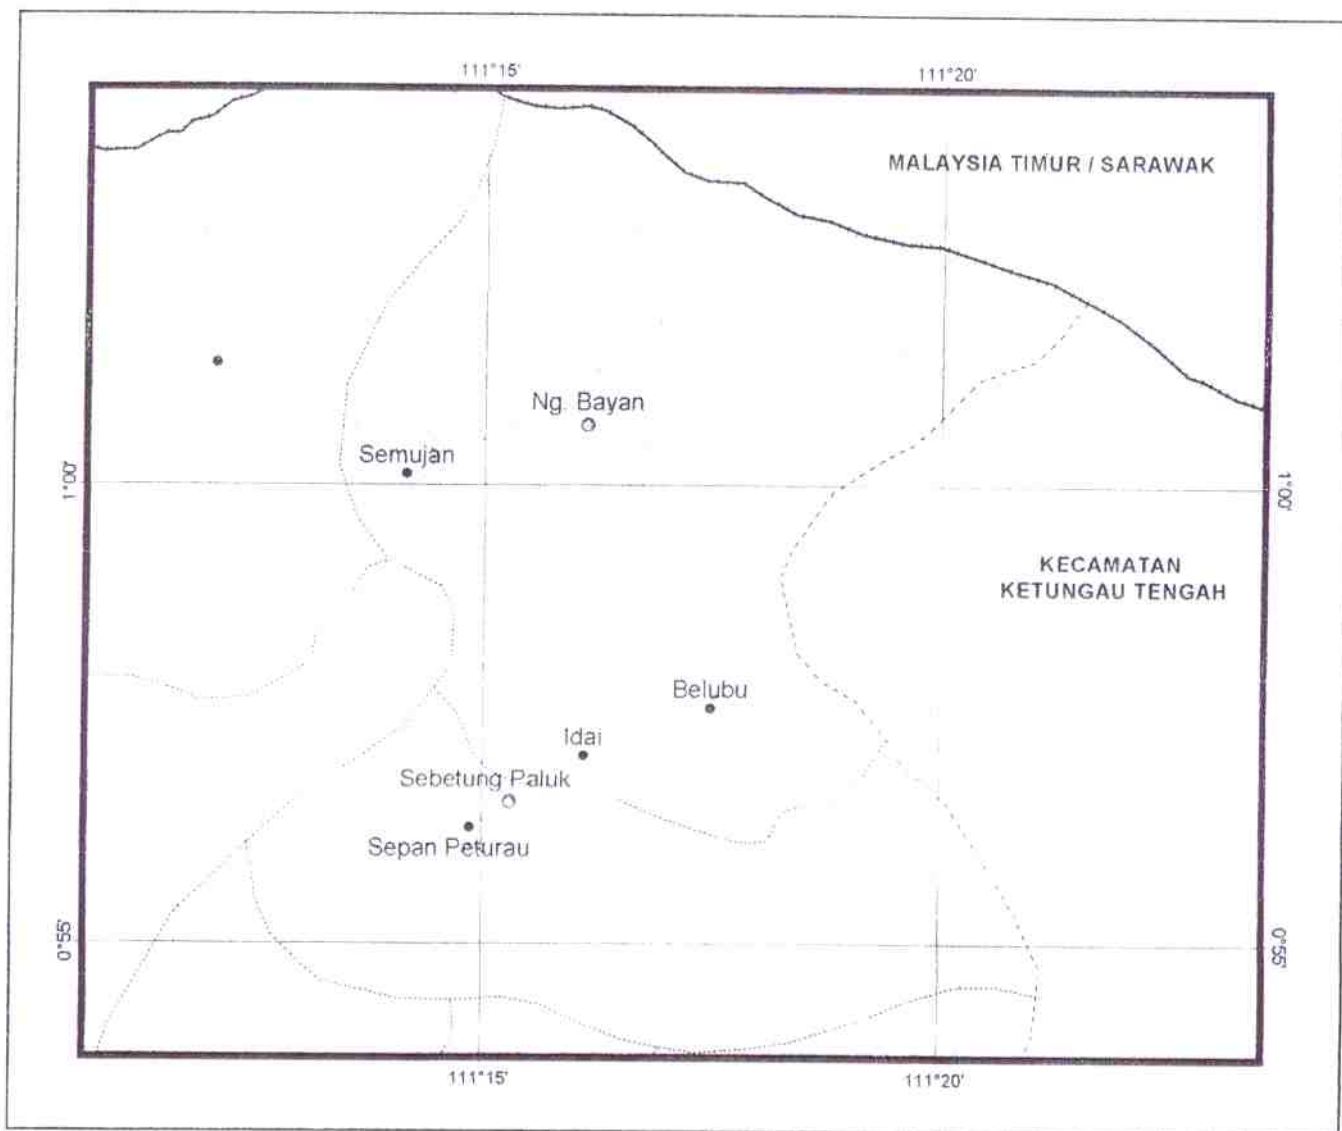 111°15'
111°20'
MALAYSIA TIMUR / SARAWAK
Ng. Bayan
Semujan
1°00'
1°00'
KECAMATAN
KETUNGAU TENGAH
Belubu
Idai
Sebetung Paluk
Sepan Peturau
0°55'
0°55'
111°15'
111°20'